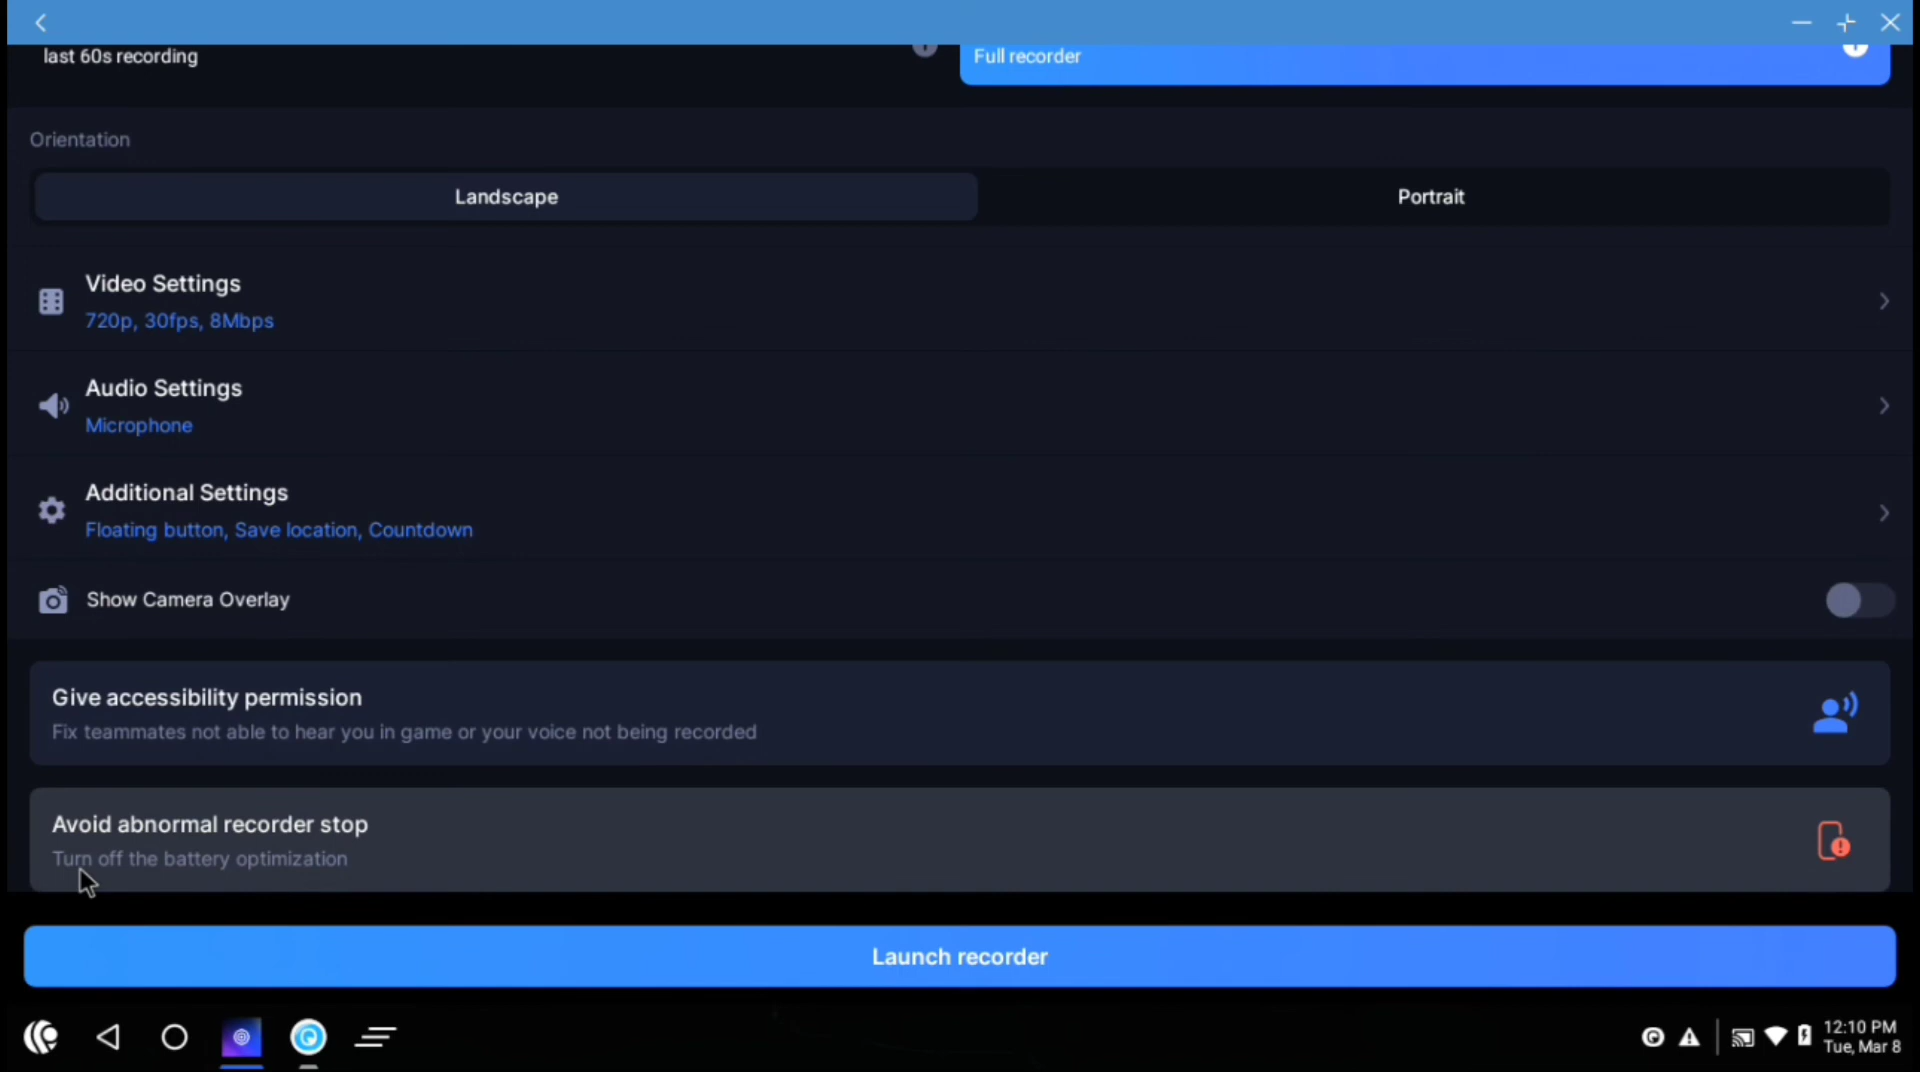 last 60s recording
Full recorder
Orientation
Landscape
Portrait
Video Settings
720p, 30fps, 8Mbps
Audio Settings
Microphone
Additional Settings
Floating button, Save location, Countdown
Show Camera Overlay
Give accessibility permission
Fix teammates not able to hear you in game or your voice not being recorded
Avoid abnormal recorder stop
Turn off the battery optimization
Launch recorder
12:10 PM
Tue, Mar 8